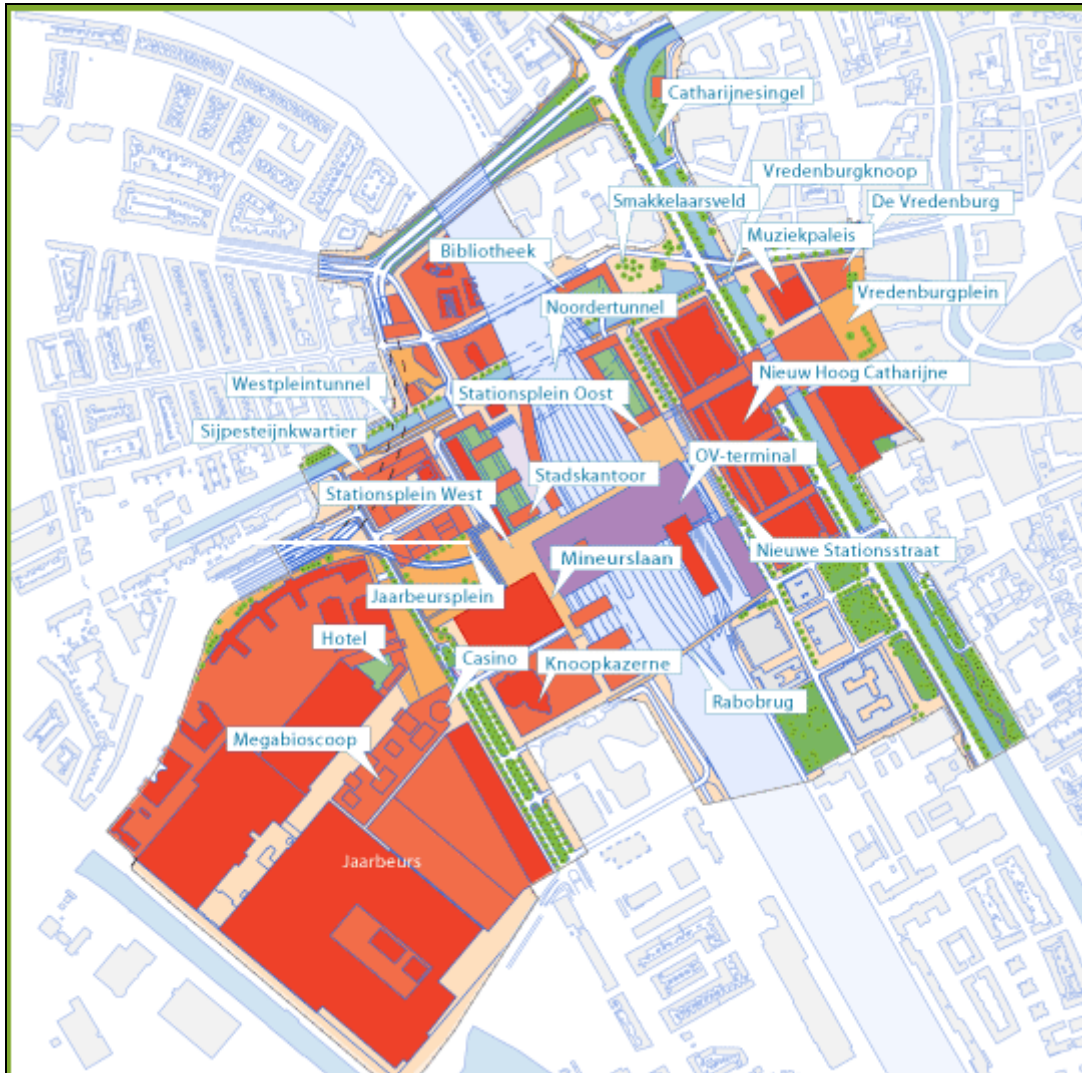 Catharijnesingel
Vredenburgknoop
Smakkelaarsveld
De Vredenburg
Muziekpaleis
Bibliotheek
Vredenburgplein
Noordertunnel
Nieuw Hoog Catharijne
Westpleintunnel
Stationsplein Oost
Sijpesteijnkwartier
OV-terminal
Stadskantoor
Stationsplein West
Nieuwe Stationsstraat
Mineurslaan
Jaarbeursplein
Hotel
Casino
Knoopkazerne
Rabobrug
Megabioscoop
Jaarbeurs